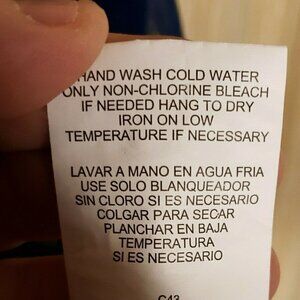 HAND WASH COLD WATER
ONLY NON-CHLORINE BLEACH
IF NEEDED HANG TO DRY
IRON ON LOW
TEMPERATURE IF NECESSARY
LAVAR A MANO EN AGUA FRIA
USE SOLO BLANQUEADOR
SIN CLORO SI ES NECESARIO
COLGAR PARA SECAR
PLANCHAR EN BAJA
TEMPERATURA
SI ES NECESARIO